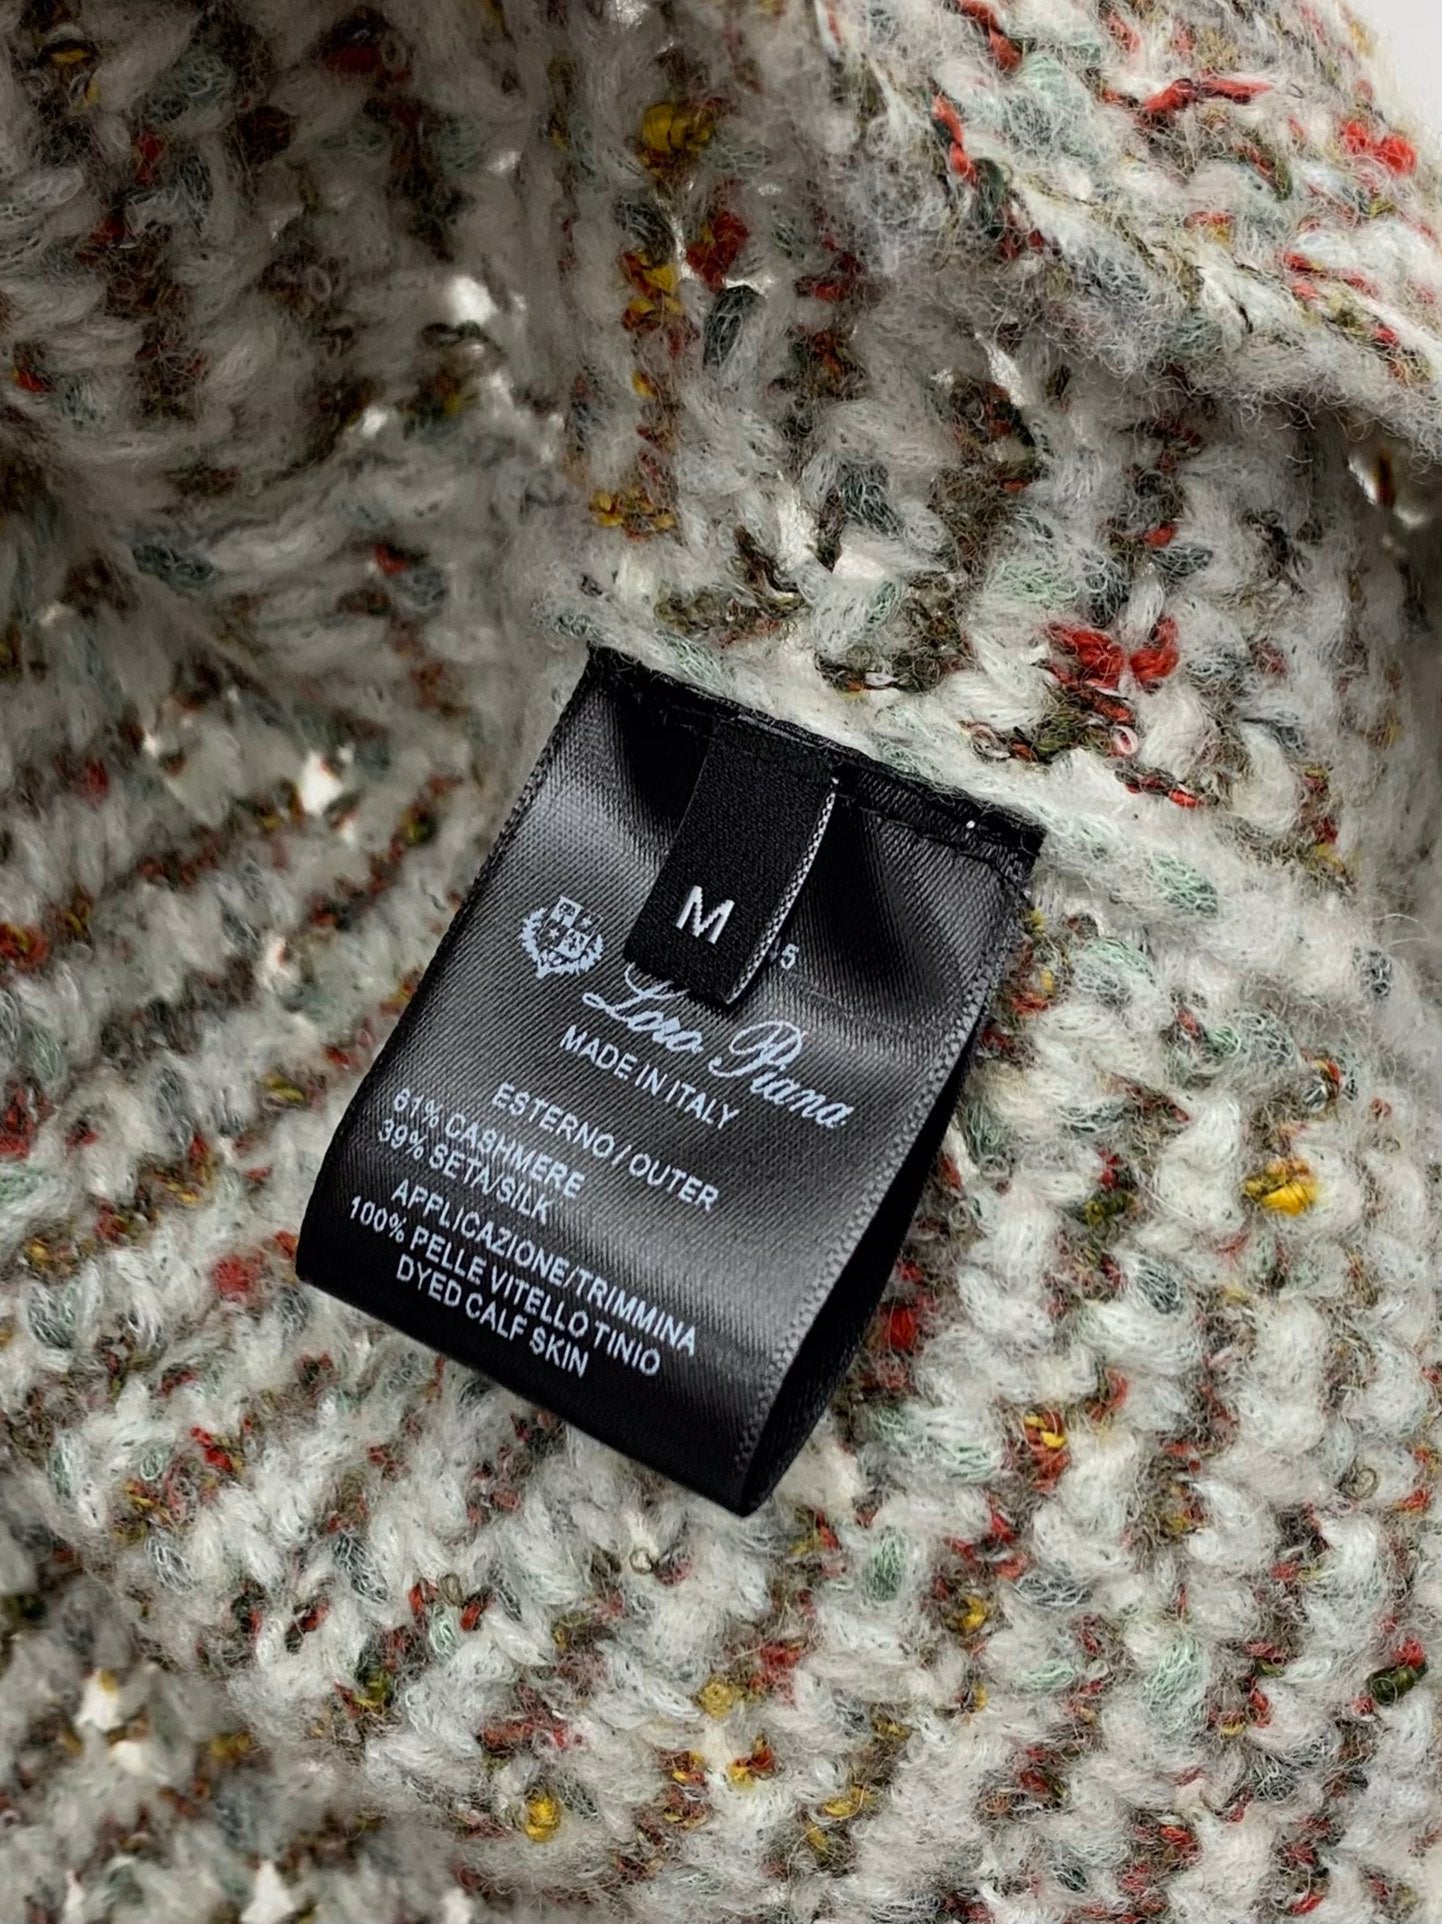 M
5
Loro Piana
MADE IN ITALY
ESTERNO/OUTER
61% CASHMERE
39% SETA/SILK
APPLICAZIONE/TRIMMINA
100% PELLE VITELLO TINIO
DYED CALF SKIN